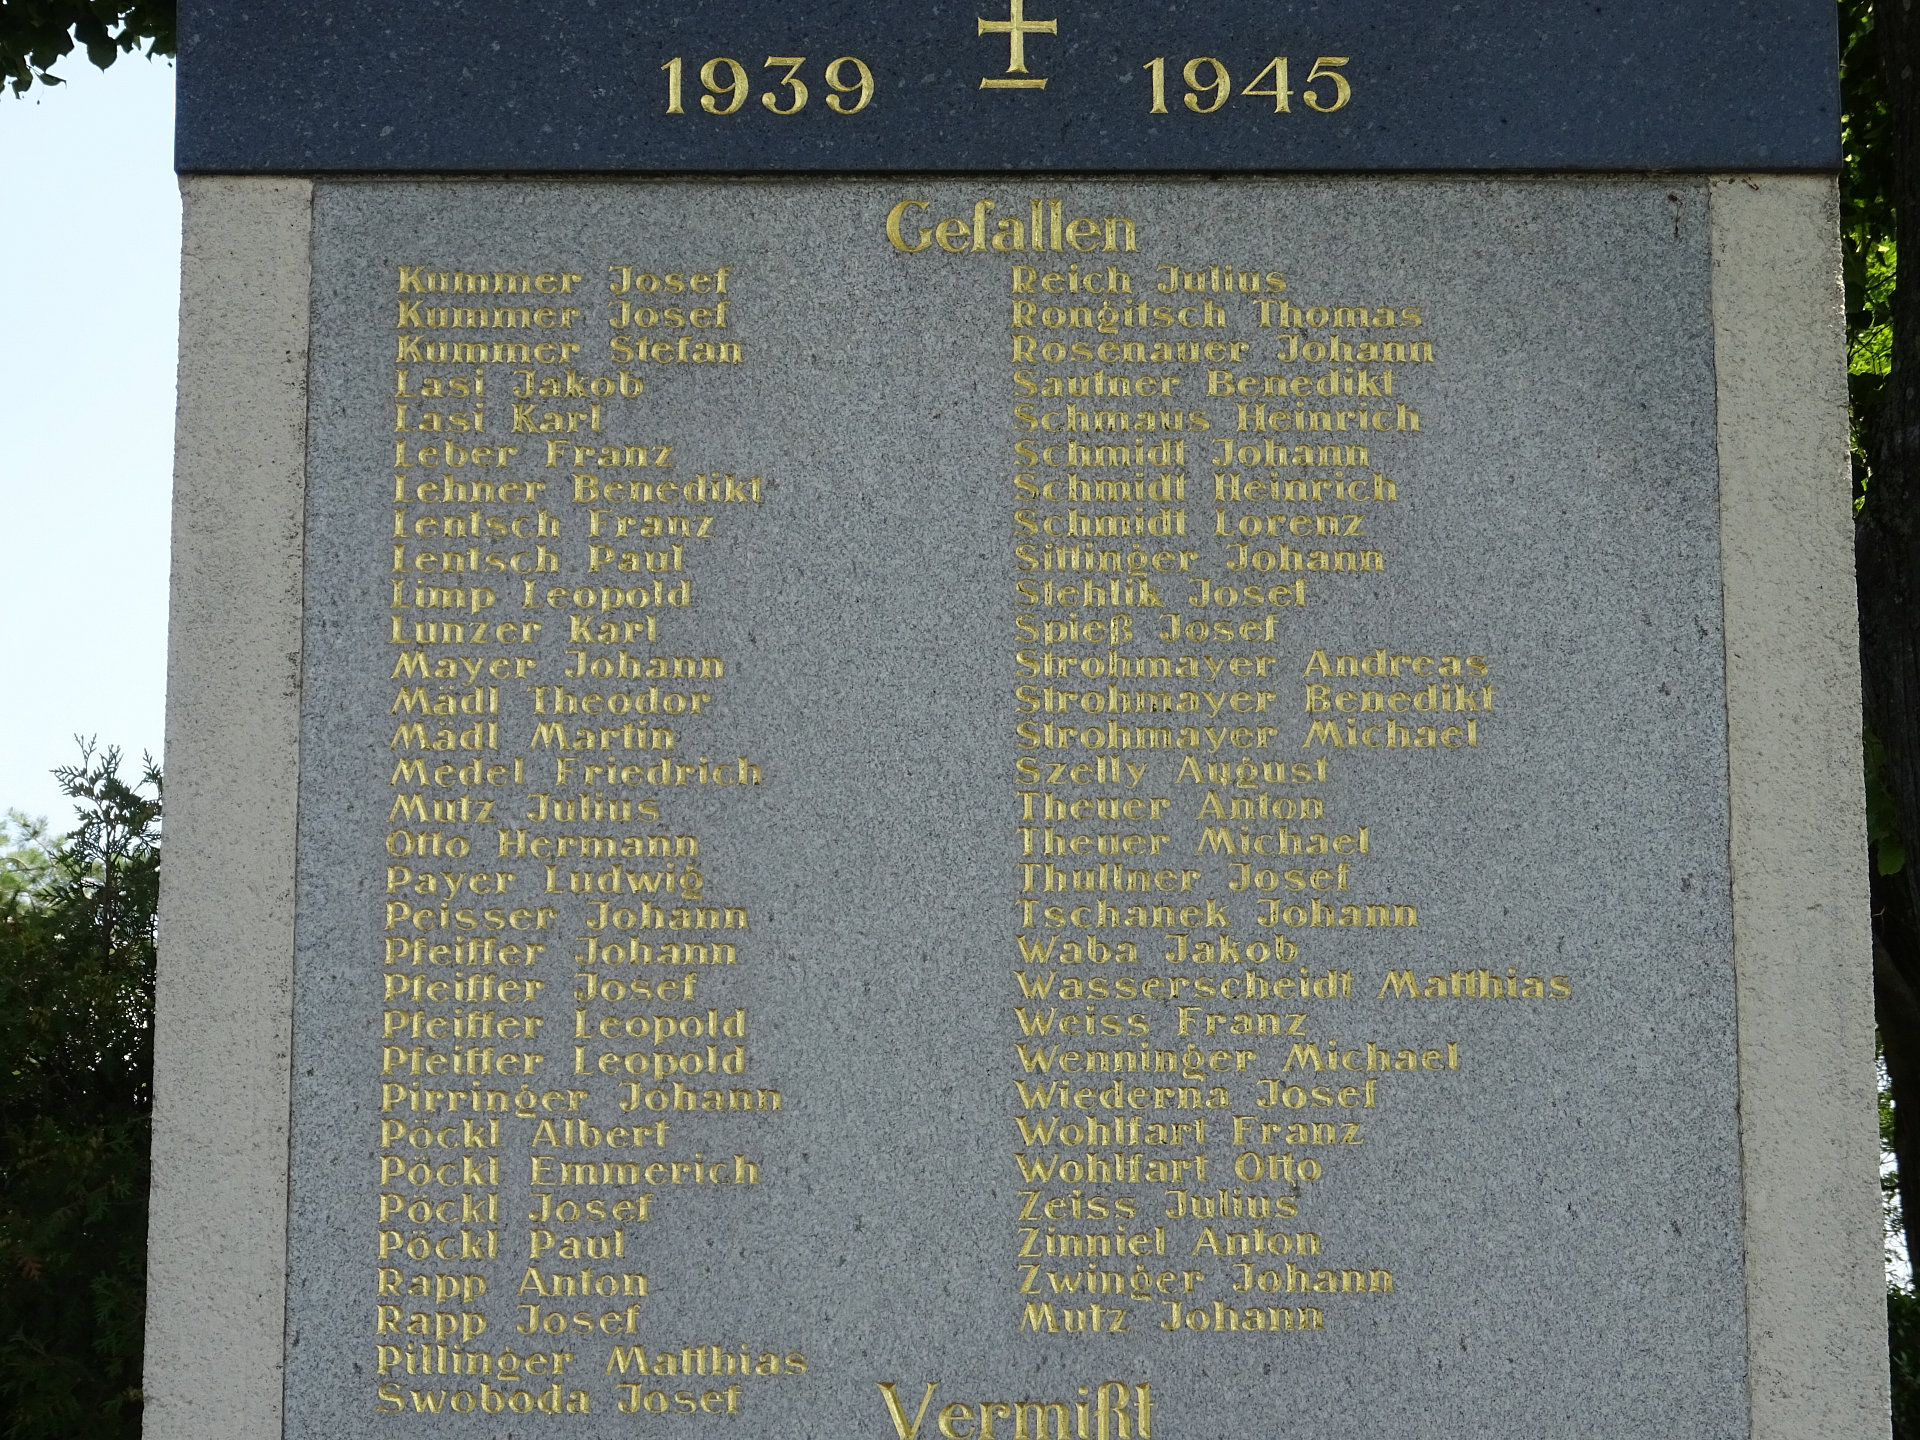 1939 1945
Gefallen
Kummer Josef
Kummer Josef
Kummer Stefan
Lasi Jakob
Lasi Karl
Leber Franz
Lehner Benedikt
Lentsch Franz
Lentsch Paul
Limp Leopold
Lunzer Karl
Mayer Johann
Mädl Theodor
Mädl Martin
Medel Friedrich
Mutz Julius
Otto Hermann
Payer Ludwig
Peisser Johann
Pfeiffer Johann
Pfeiffer Josef
Pfeiffer Leopold
Pfeiffer Leopold
Pirringer Johann
Pöckl Albert
Pöckl Emmerich
Pöckl Josef
Pöckl Paul
Rapp Anton
Rapp Josef
Pillinger Matthias
Swoboda Josef
Reich Julius
Rongitsch Thomas
Rosenauer Johann
Sautner Benedikt
Schmaus Heinrich
Schmidt Johann
Schmidt Heinrich
Schmidt Lorenz
Sittinger Johann
Stehlik Josef
Spieß Josef
Strohmayer Andreas
Strohmayer Benedikt
Strohmayer Michael
Szelly August
Theuer Anton
Theuer Michael
Thullner Josef
Tschanek Johann
Waba Jakob
Wasserscheidt Matthias
Weiss Franz
Wenninger Michael
Wiederna Josef
Wohlfart Franz
Wohlfart Otto
Zeiss Julius
Zinniel Anton
Zwinger Johann
Mutz Johann
Vermißt